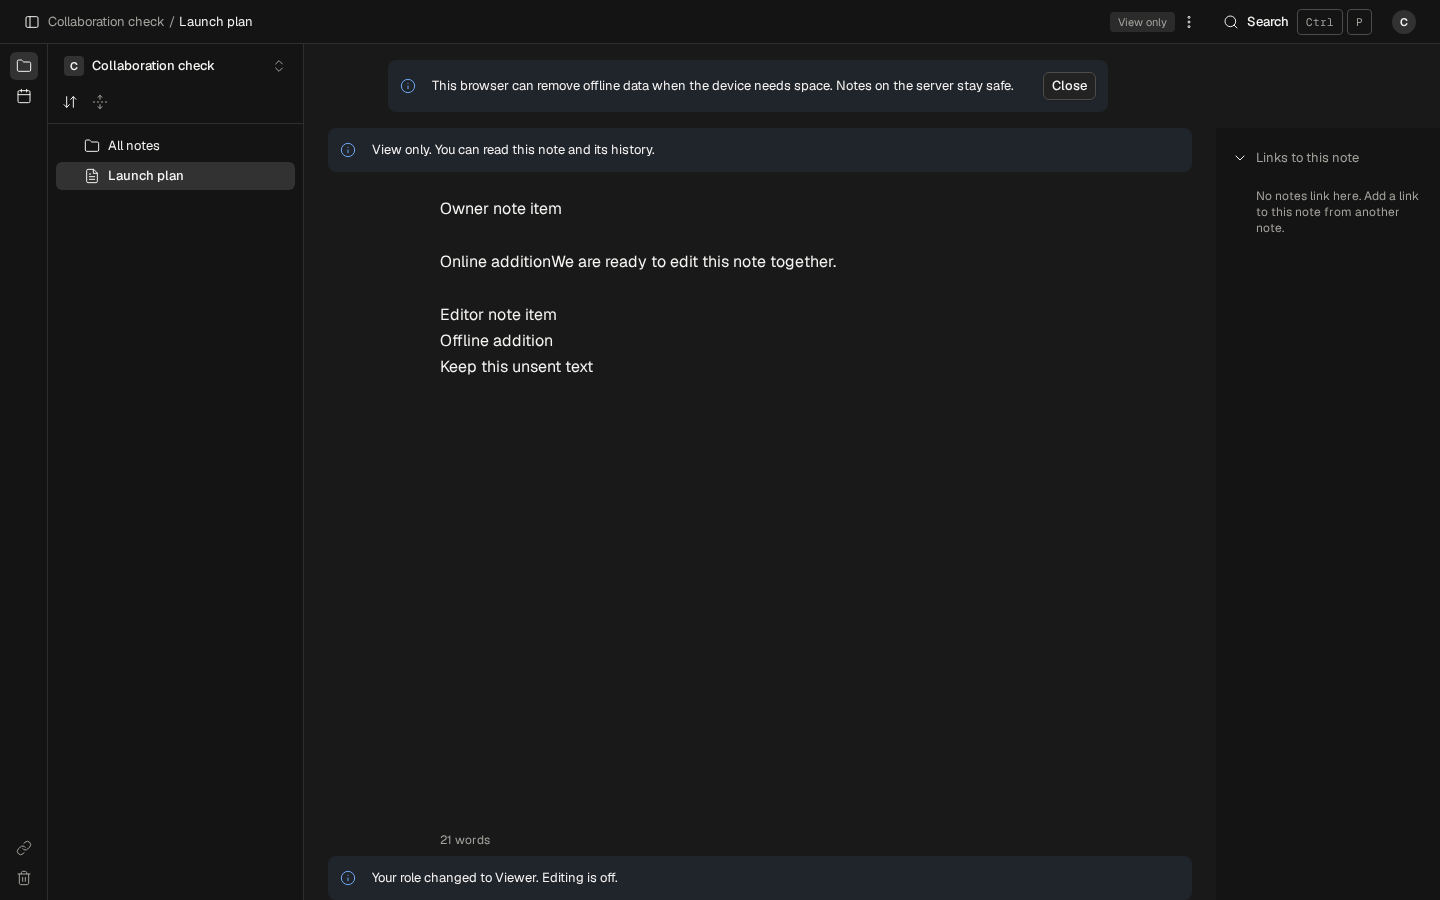 Collaboration check / Launch plan
View only
Search Ctrl P
C
C Collaboration check
All notes
Launch plan
This browser can remove offline data when the device needs space. Notes on the server stay safe.
Close
View only. You can read this note and its history.
Owner note item
Online additionWe are ready to edit this note together.
Editor note item
Offline addition
Keep this unsent text
21 words
Your role changed to Viewer. Editing is off.
Links to this note
No notes link here. Add a link
to this note from another
note.